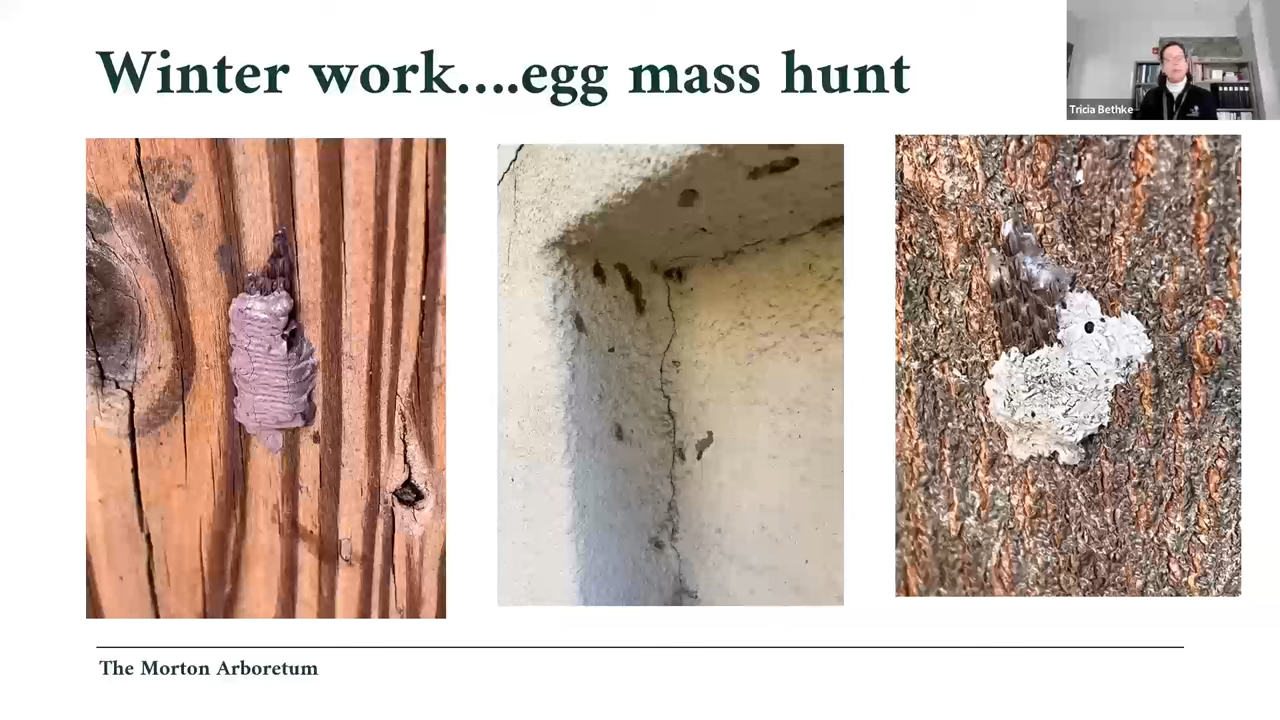 Winter work....egg mass hunt
Tricia Bethke
The Morton Arboretum